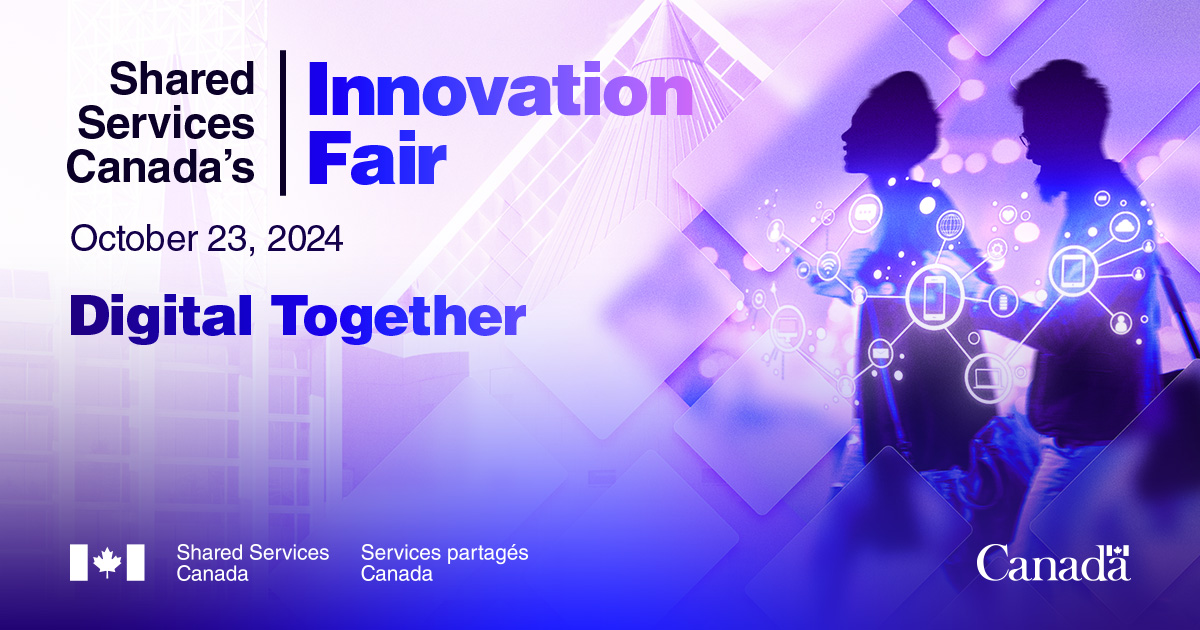 Shared
Services
Canada's
Innovation
Fair
October 23, 2024
Digital Together
Shared Services
Canada
Services partagés
Canada
Canada